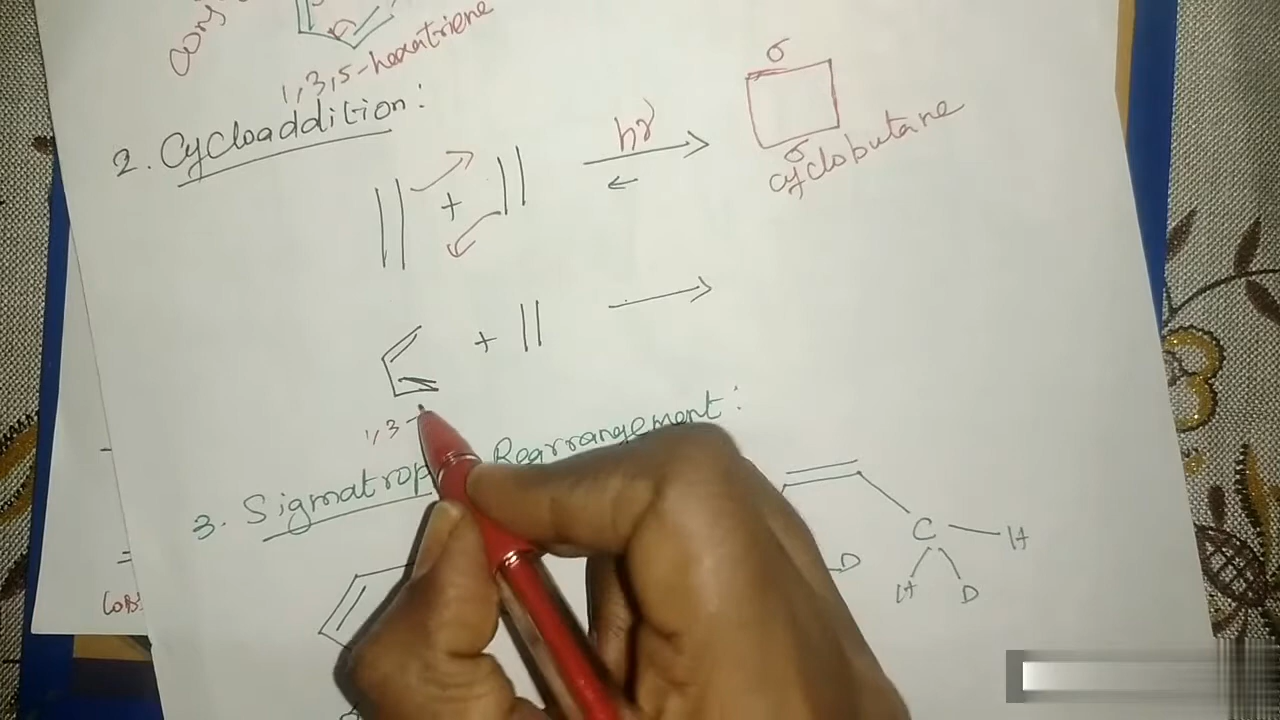 1,3,5-hexatriene
2. Cycloaddition:
+ hν σ
σ
cyclobutane
+
1,3-
3. Sigmatrop Rearrangement:
C H
H D
D